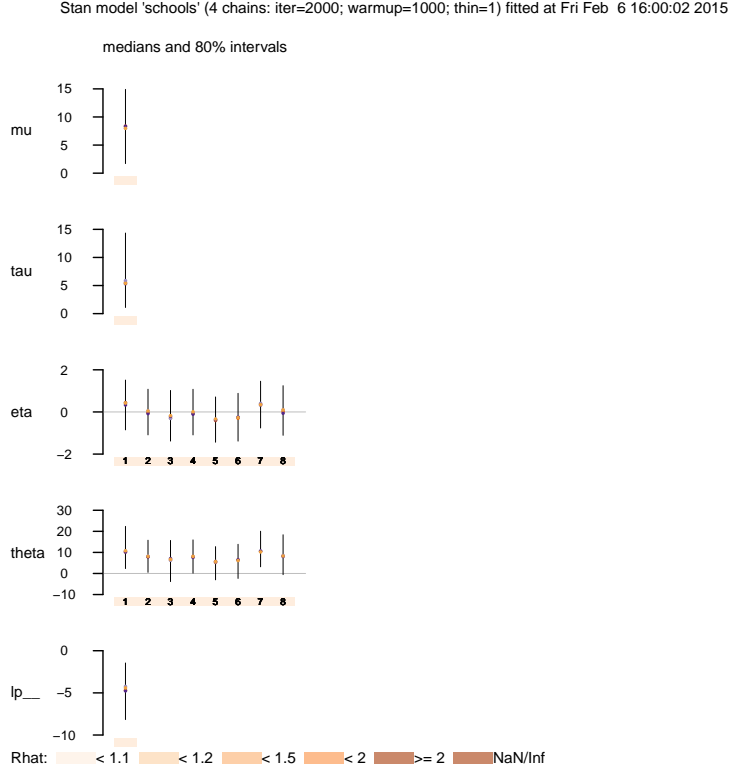 Stan model 'schools' (4 chains: iter=2000; warmup=1000; thin=1) fitted at Fri Feb  6 16:00:02 2015
medians and 80% intervals
15
10
mu
5
0
15
10
tau
5
0
2
eta
0
−2
1 2 3 4 5 6 7 8
30
20
theta
10
0
−10
1 2 3 4 5 6 7 8
0
lp__
−5
−10
Rhat: < 1.1 < 1.2 < 1.5 < 2 >= 2 NaN/Inf